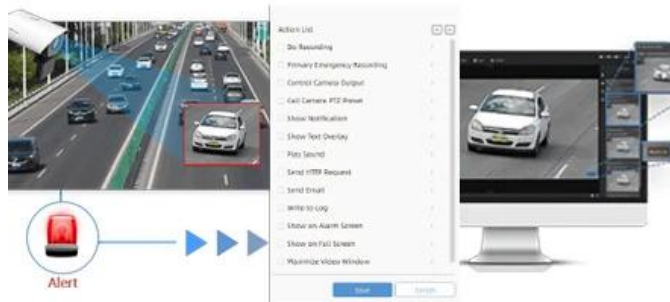 Action List
Do Recording
Primary Emergency Recording
Control Camera Output
Call Camera PTZ Preset
Show Notification
Show Text Overlay
Play Sound
Send HTTP Request
Send Email
Write to Log
Show on Alarm Screen
Show on Full Screen
Maximize Video Window
Save
Alert